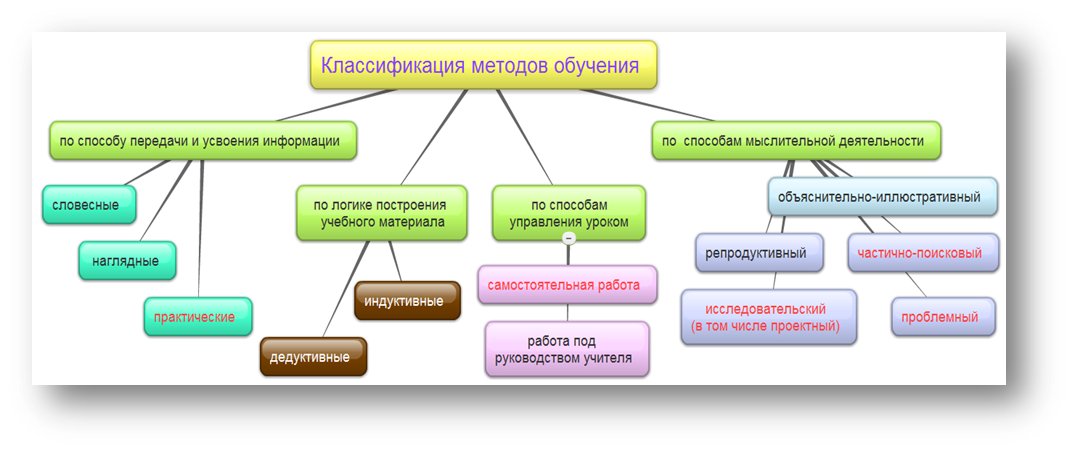 Классификация методов обучения
по способу передачи и усвоения информации
словесные
наглядные
практические
по логике построения
учебного материала
индуктивные
дедуктивные
по способам
управления уроком
самостоятельная работа
работа под
руководством учителя
по способам мыслительной деятельности
объяснительно-иллюстративный
репродуктивный
частично-поисковый
исследовательский
(в том числе проектный)
проблемный